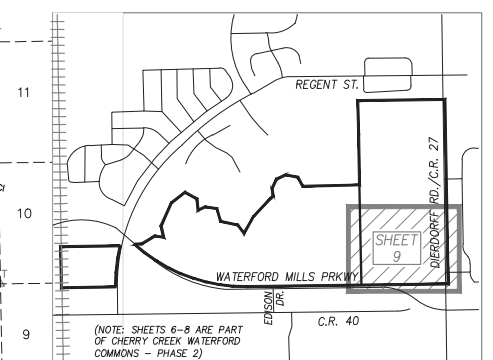 11
REGENT ST.
DIERDORFF RD./C.R. 27
10
SHEET
9
WATERFORD MILLS PRKWY
EDISON
DR.
C.R. 40
9
(NOTE: SHEETS 6-8 ARE PART
OF CHERRY CREEK WATERFORD
COMMONS - PHASE 2)